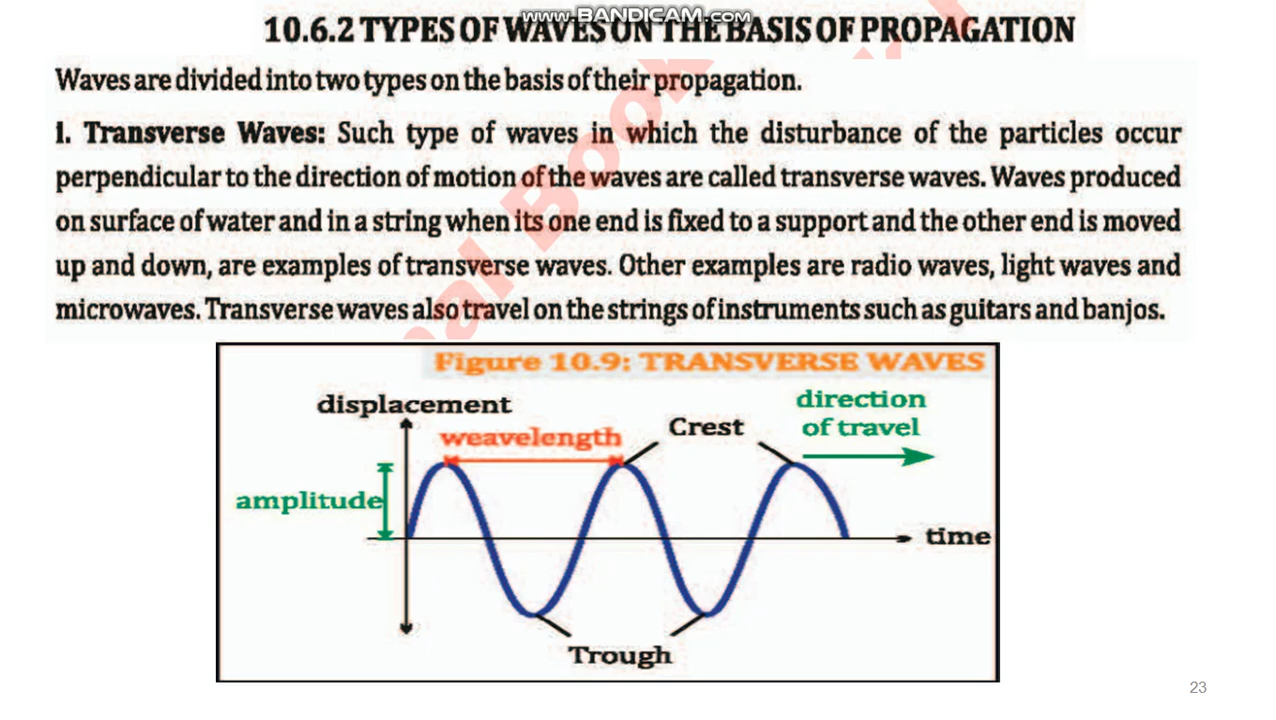 www.BANDICAM.com
10.6.2 TYPES OF WAVES ON THE BASIS OF PROPAGATION
Waves are divided into two types on the basis of their propagation.
I. Transverse Waves: Such type of waves in which the disturbance of the particles occur
perpendicular to the direction of motion of the waves are called transverse waves. Waves produced
on surface of water and in a string when its one end is fixed to a support and the other end is moved
up and down, are examples of transverse waves. Other examples are radio waves, light waves and
microwaves. Transverse waves also travel on the strings of instruments such as guitars and banjos.
Figure 10.9: TRANSVERSE WAVES
displacement
direction
of travel
weavelength
Crest
amplitude
time
Trough
23